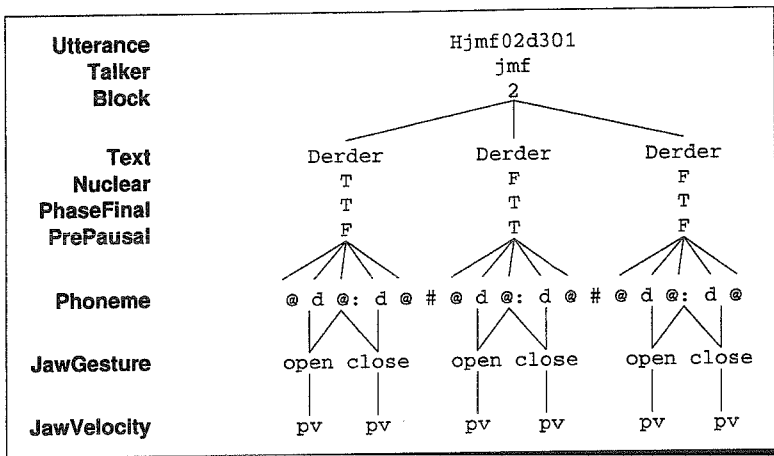 Utterance Hjmf02d301
Talker jmf
Block 2
Text Derder Derder Derder
Nuclear T F F
PhaseFinal T T T
PrePausal F T F
Phoneme @ d @: d @ # @ d @: d @ # @ d @: d @
JawGesture open close open close open close
JawVelocity pv pv pv pv pv pv